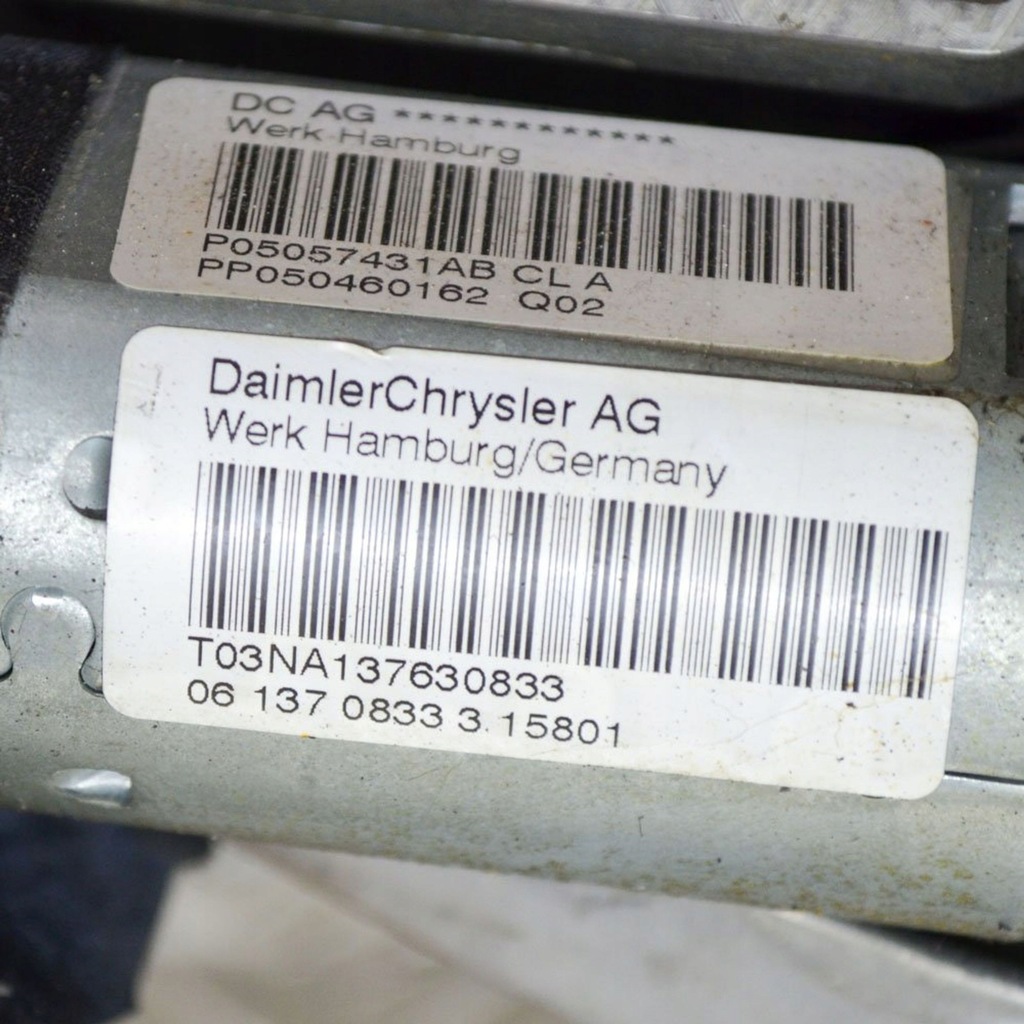 DC AG ************
Werk Hamburg
P05057431AB CL A
PP050460162 Q02
DaimlerChrysler AG
Werk Hamburg/Germany
T03NA137630833
06 137 0833 3 15801